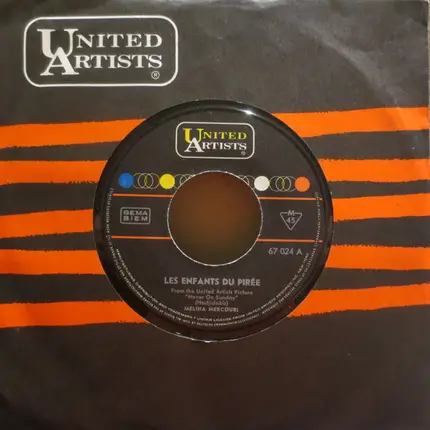 UNITED
ARTISTS
®
UNITED
ARTISTS
®
GEMA
BIEM
M
45
67 024 A
LES ENFANTS DU PIRÉE
From the United Artists Picture
"Never On Sunday"
(Hadjidakis)
MELINA MERCOURI